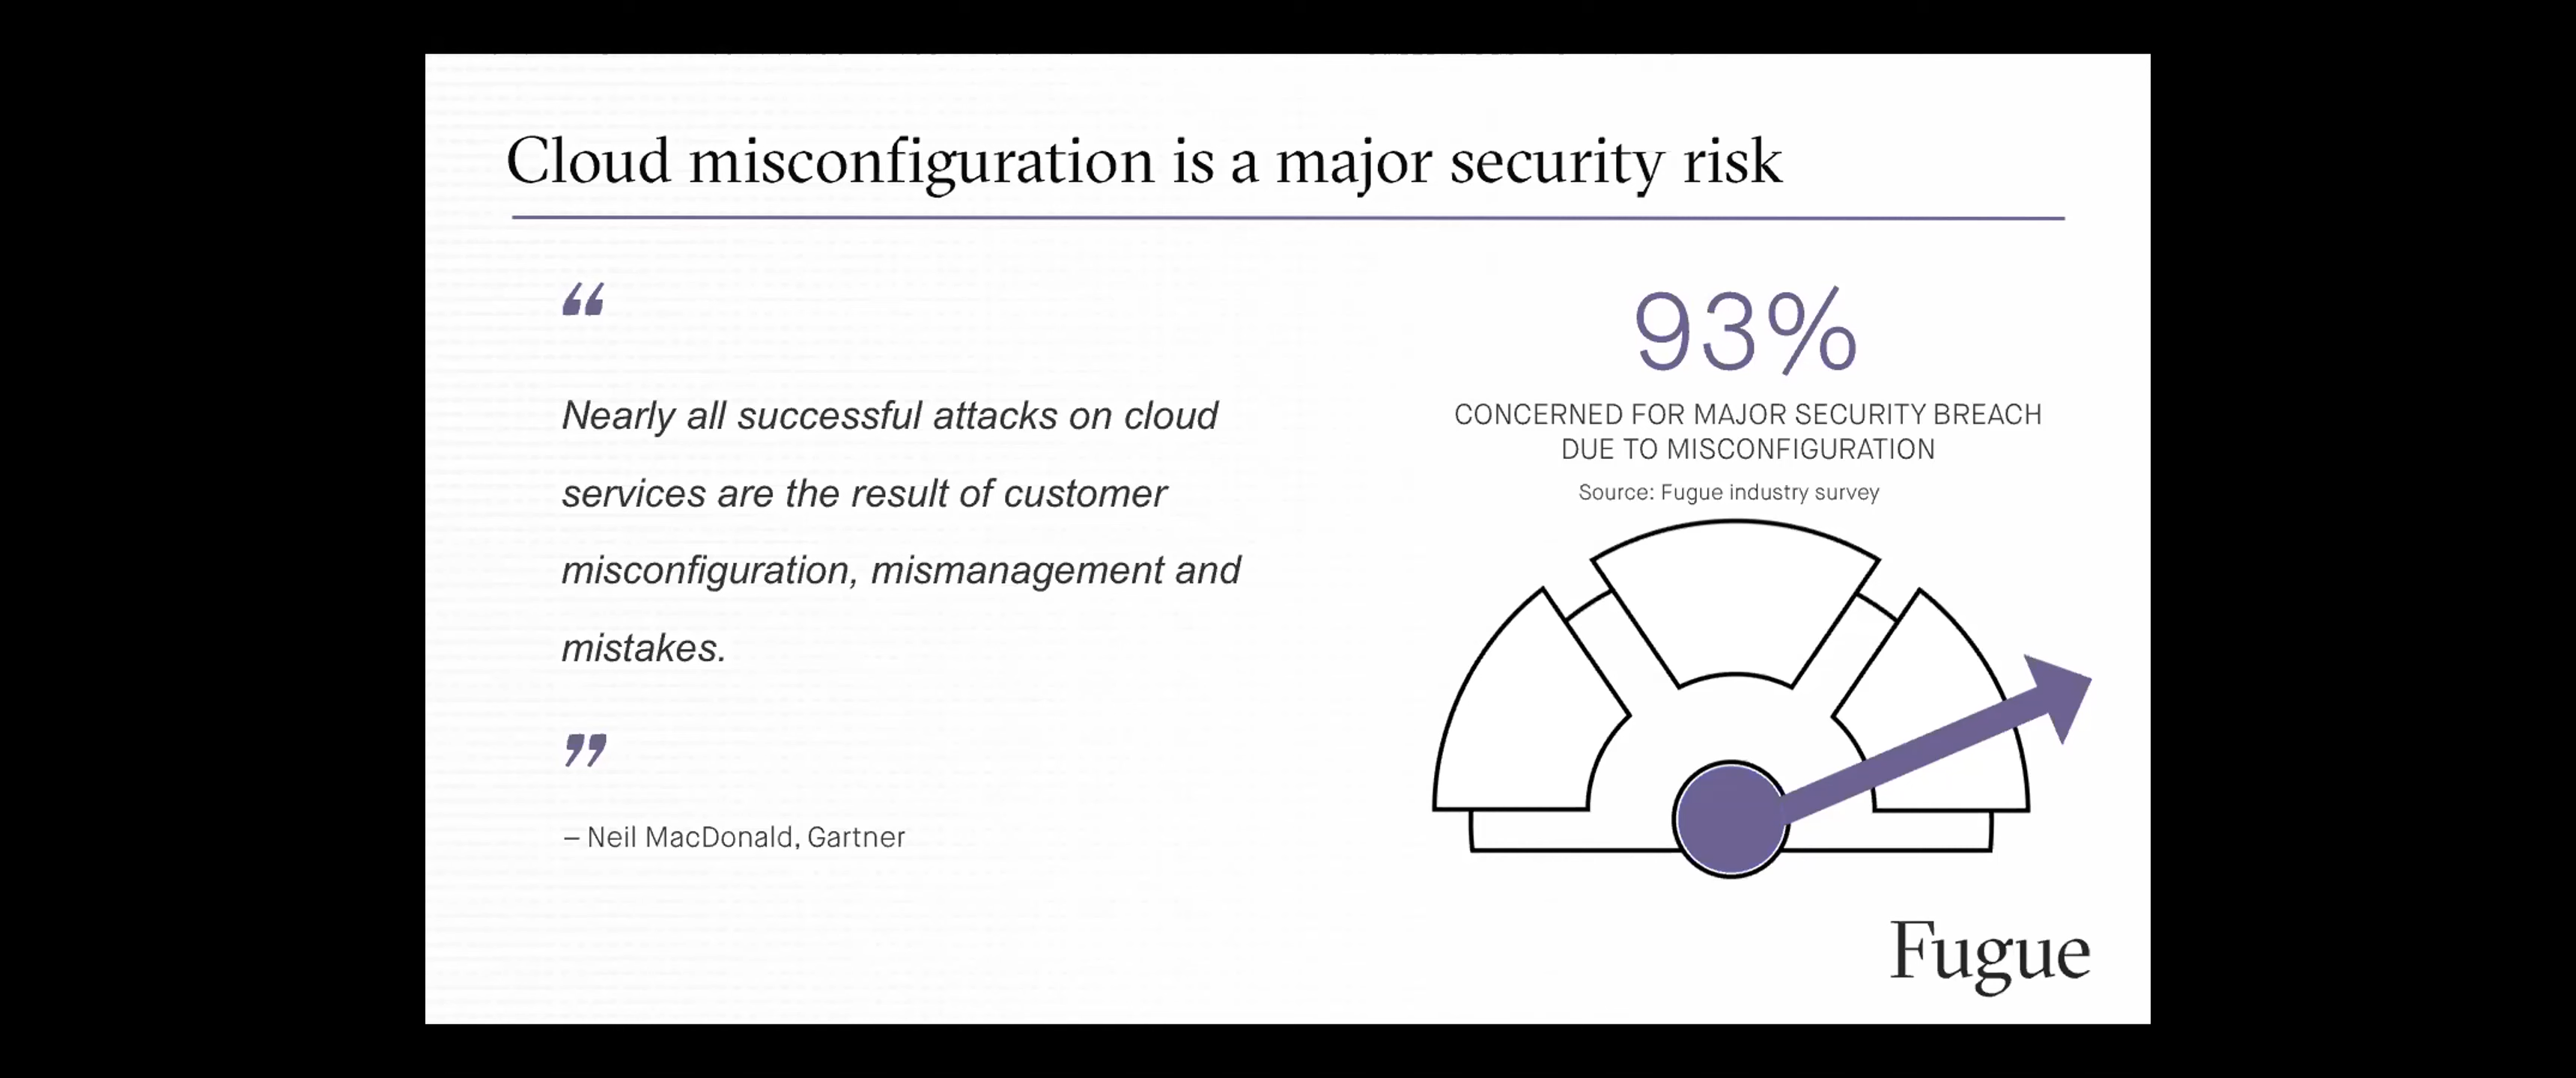 Cloud misconfiguration is a major security risk
“
Nearly all successful attacks on cloud
services are the result of customer
misconfiguration, mismanagement and
mistakes.
”
– Neil MacDonald, Gartner
93%
CONCERNED FOR MAJOR SECURITY BREACH
DUE TO MISCONFIGURATION
Source: Fugue industry survey
Fugue